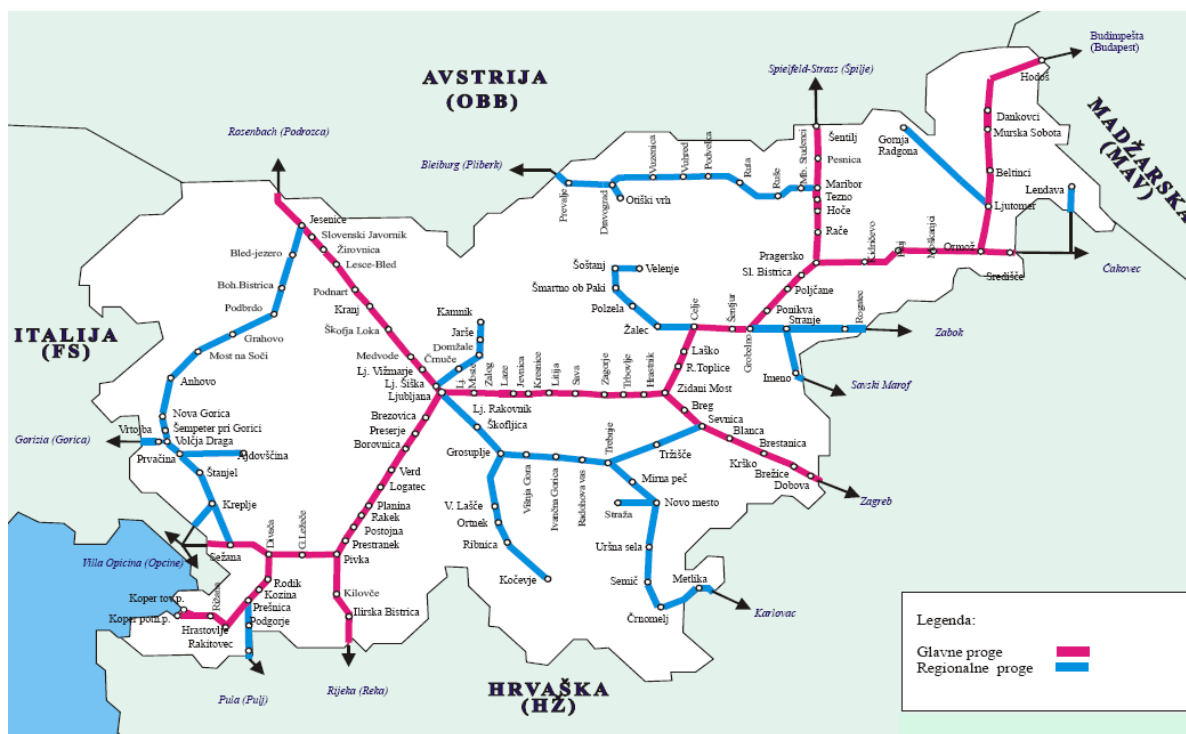 AVSTRIJA
(OBB)
Spielfeld-Strass (Špilje)
Budimpešta
(Budapest)
MADŽARSKA
(MAV)
Rosenbach (Podrozca)
Bleiburg (Pliberk)
ITALIJA
(FS)
Gorizia (Gorica)
Villa Opicina (Opcine)
Pula (Pulj)
Rijeka (Reka)
HRVAŠKA
(HŽ)
Karlovac
Zagreb
Savski Marof
Zabok
Čakovec
Hodoš
Dankovci
Murska Sobota
Beltinci
Ljutomer
Lendava
Gornja
Radgona
Ormož
Središče
Moškanjci
Kidričevo
Šentilj
Pesnica
Maribor
Tezno
Hoče
Rače
Pragersko
Sl. Bistrica
Poljčane
Ponikva
Stranje
Rogatec
Imeno
Grobelno
Šentjur
Celje
Mb. Studenci
Ruše
Ruta
Podvelka
Vuhred
Vuzenica
Otiški vrh
Dravograd
Prevalje
Šoštanj
Velenje
Šmartno ob Paki
Polzela
Žalec
Laško
R.Toplice
Zidani Most
Breg
Sevnica
Blanca
Brestanica
Krško
Brežice
Dobova
Hrastnik
Trbovlje
Zagorje
Sava
Litija
Kresnice
Jevnica
Laze
Zalog
Lj.
Moste
Jesenice
Slovenski Javornik
Žirovnica
Lesce-Bled
Podnart
Kranj
Škofja Loka
Medvode
Lj. Vižmarje
Lj. Šiška
Ljubljana
Kamnik
Jarše
Domžale
Črnuče
Bled-jezero
Boh.Bistrica
Podbrdo
Grahovo
Most na Soči
Anhovo
Nova Gorica
Šempeter pri Gorici
Vrtojba
Volčja Draga
Prvačina
Ajdovščina
Štanjel
Kreplje
Sežana
Divača
G.Ležeče
Pivka
Brezovica
Preserje
Borovnica
Verd
Logatec
Planina
Rakek
Postojna
Prestranek
Kilovče
Ilirska Bistrica
Rodik
Kozina
Prešnica
Podgorje
Rižana
Koper tov.p.
Koper potn.p.
Hrastovlje
Rakitovec
Lj. Rakovnik
Škofljica
Grosuplje
Višnja Gora
Ivančna Gorica
Radohova vas
Trebnje
Tržišče
Mirna peč
Novo mesto
Straža
Uršna sela
Semič
Črnomelj
Metlika
V. Lašče
Ortnek
Ribnica
Kočevje
Legenda:
Glavne proge
Regionalne proge